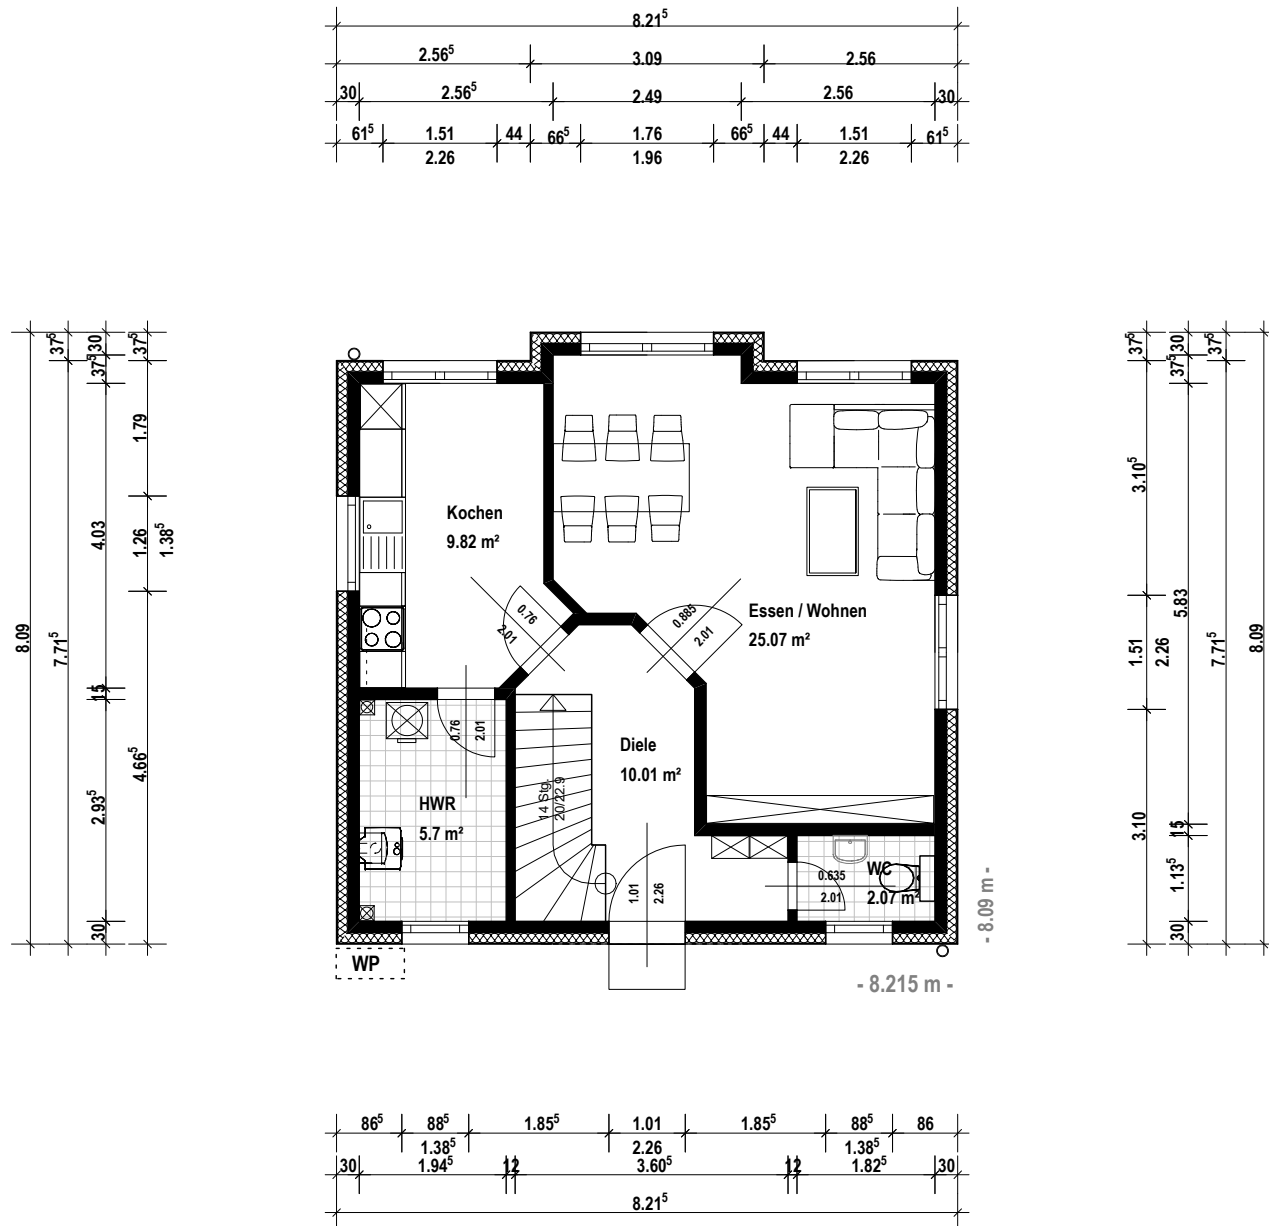 8.21⁵
2.56⁵ 3.09 2.56
30 2.56⁵ 2.49 2.56 30
61⁵ 1.51 44 66⁵ 1.76 66⁵ 44 1.51 61⁵
2.26 1.96 2.26
8.09
37⁵ 7.71⁵
30 37⁵ 4.03 15 2.93⁵ 30
37⁵ 1.79 1.26 4.66⁵
1.38⁵
Kochen
9.82 m²
0.76
2.01
0.885
2.01
Essen / Wohnen
25.07 m²
0.76
2.01
Diele
10.01 m²
14 Stg.
20/22.9
HWR
5.7 m²
1.01
2.26
0.635
2.01
WC
2.07 m²
WP
- 8.09 m -
- 8.215 m -
37⁵ 3.10⁵ 1.51 3.10
2.26
30 37⁵ 5.83 15 1.13⁵ 30
37⁵ 7.71⁵
8.09
86⁵ 88⁵ 1.85⁵ 1.01 1.85⁵ 88⁵ 86
1.38⁵ 2.26 1.38⁵
30 1.94⁵ 12 3.60⁵ 12 1.82⁵ 30
8.21⁵